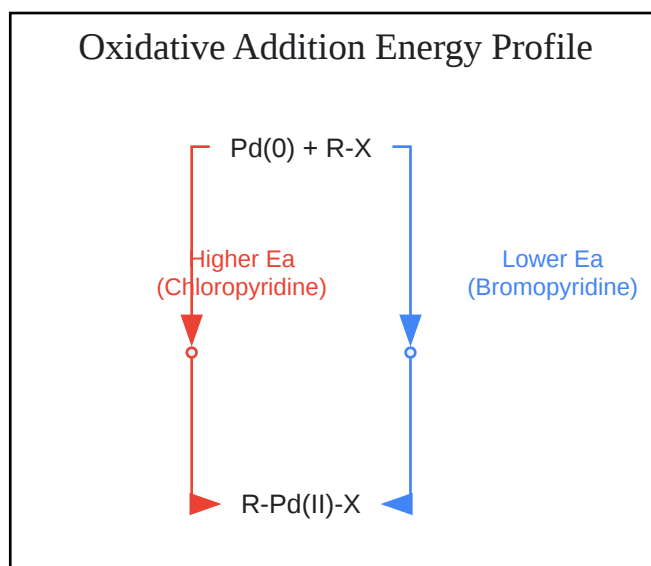 Oxidative Addition Energy Profile
Pd(0) + R-X
Higher Ea
(Chloropyridine)
Lower Ea
(Bromopyridine)
R-Pd(II)-X